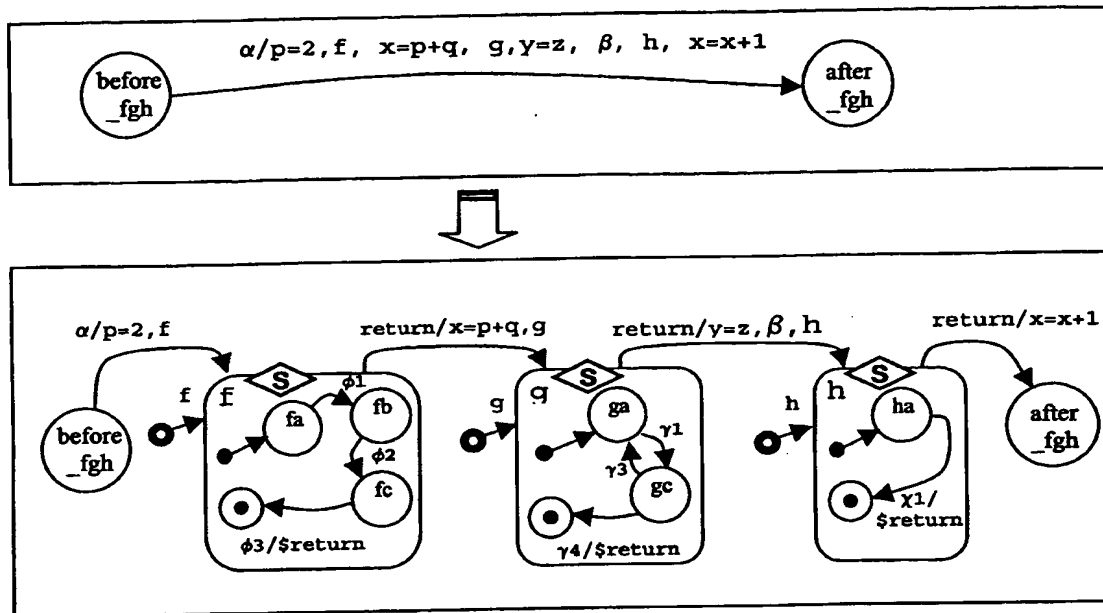 α/p=2,f, x=p+q, g,y=z, β, h, x=x+1
before
_fgh
after
_fgh
α/p=2,f
return/x=p+q,g
return/y=z,β,h
return/x=x+1
before
_fgh
f
f
S
fa
ϕ1
fb
ϕ2
fc
ϕ3/$return
g
g
S
ga
γ1
γ3
gc
γ4/$return
h
h
S
ha
χ1/
$return
after
_fgh